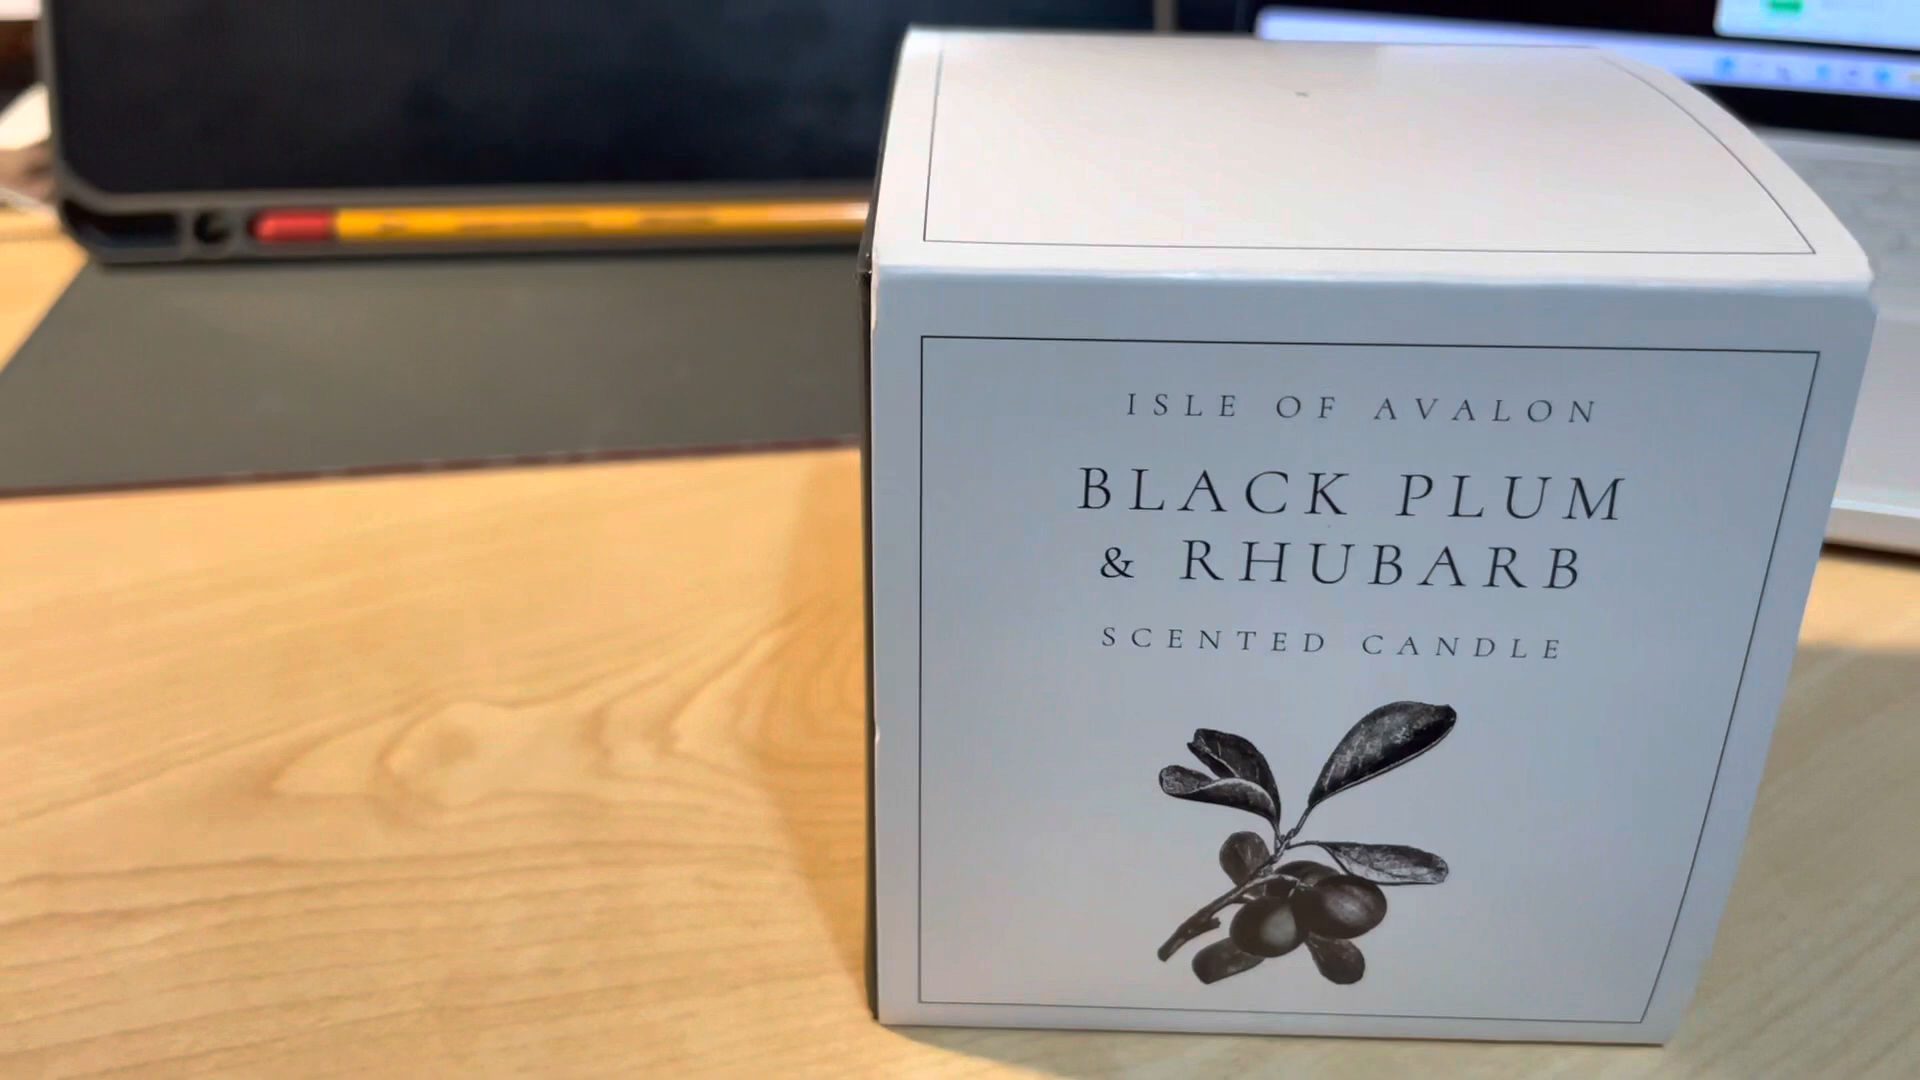 ISLE OF AVALON
BLACK PLUM
& RHUBARB
SCENTED CANDLE